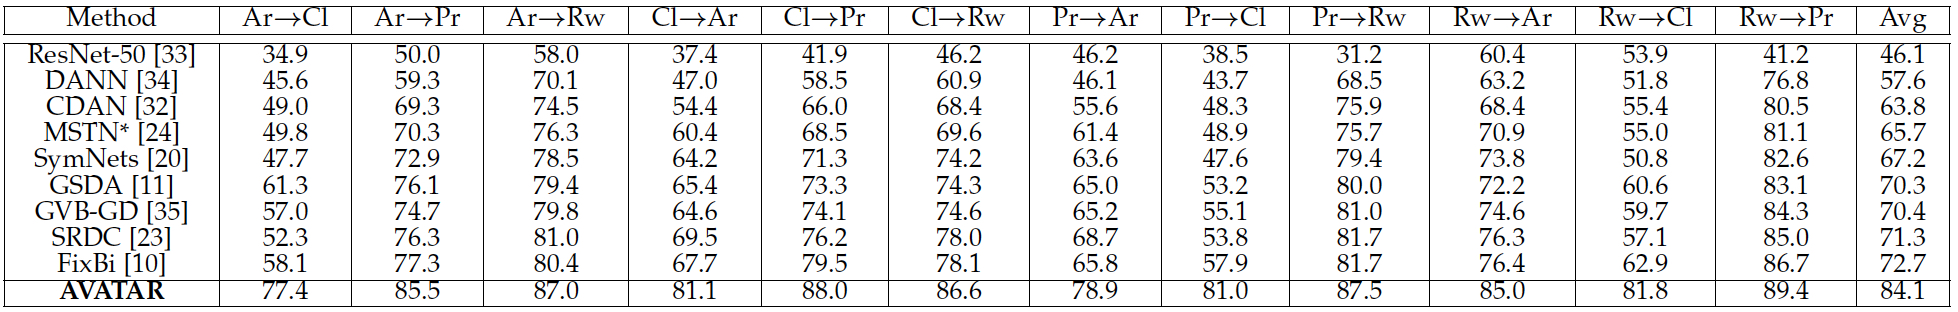 Method Ar→Cl Ar→Pr Ar→Rw Cl→Ar Cl→Pr Cl→Rw Pr→Ar Pr→Cl Pr→Rw Rw→Ar Rw→Cl Rw→Pr Avg
ResNet-50 [33] 34.9 50.0 58.0 37.4 41.9 46.2 46.2 38.5 31.2 60.4 53.9 41.2 46.1
DANN [34] 45.6 59.3 70.1 47.0 58.5 60.9 46.1 43.7 68.5 63.2 51.8 76.8 57.6
CDAN [32] 49.0 69.3 74.5 54.4 66.0 68.4 55.6 48.3 75.9 68.4 55.4 80.5 63.8
MSTN* [24] 49.8 70.3 76.3 60.4 68.5 69.6 61.4 48.9 75.7 70.9 55.0 81.1 65.7
SymNets [20] 47.7 72.9 78.5 64.2 71.3 74.2 63.6 47.6 79.4 73.8 50.8 82.6 67.2
GSDA [11] 61.3 76.1 79.4 65.4 73.3 74.3 65.0 53.2 80.0 72.2 60.6 83.1 70.3
GVB-GD [35] 57.0 74.7 79.8 64.6 74.1 74.6 65.2 55.1 81.0 74.6 59.7 84.3 70.4
SRDC [23] 52.3 76.3 81.0 69.5 76.2 78.0 68.7 53.8 81.7 76.3 57.1 85.0 71.3
FixBi [10] 58.1 77.3 80.4 67.7 79.5 78.1 65.8 57.9 81.7 76.4 62.9 86.7 72.7
AVATAR 77.4 85.5 87.0 81.1 88.0 86.6 78.9 81.0 87.5 85.0 81.8 89.4 84.1